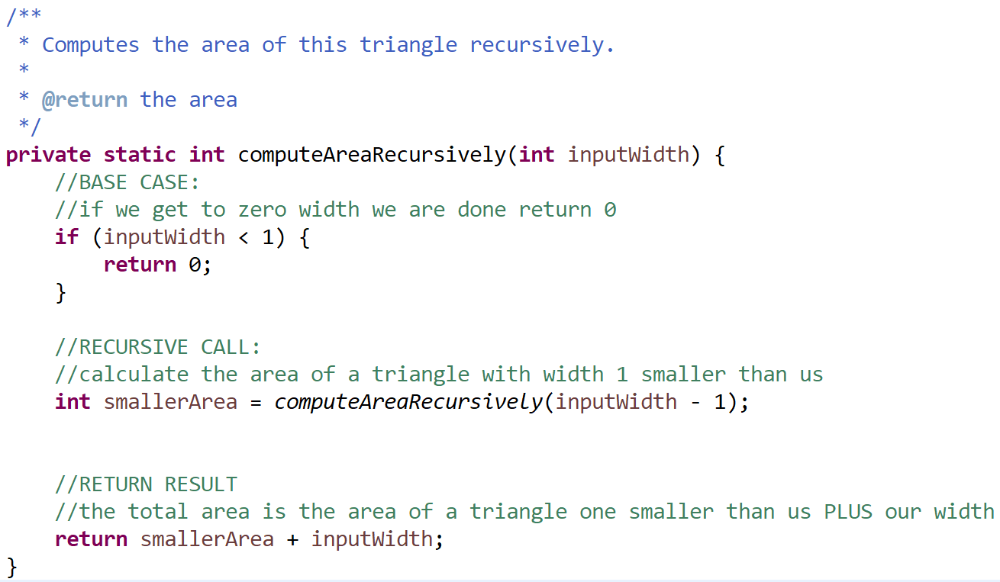 /**
 * Computes the area of this triangle recursively.
 *
 * @return the area
 */
private static int computeAreaRecursively(int inputWidth) {
    //BASE CASE:
    //if we get to zero width we are done return 0
    if (inputWidth < 1) {
        return 0;
    }
    //RECURSIVE CALL:
    //calculate the area of a triangle with width 1 smaller than us
    int smallerArea = computeAreaRecursively(inputWidth - 1);
    //RETURN RESULT
    //the total area is the area of a triangle one smaller than us PLUS our width
    return smallerArea + inputWidth;
}